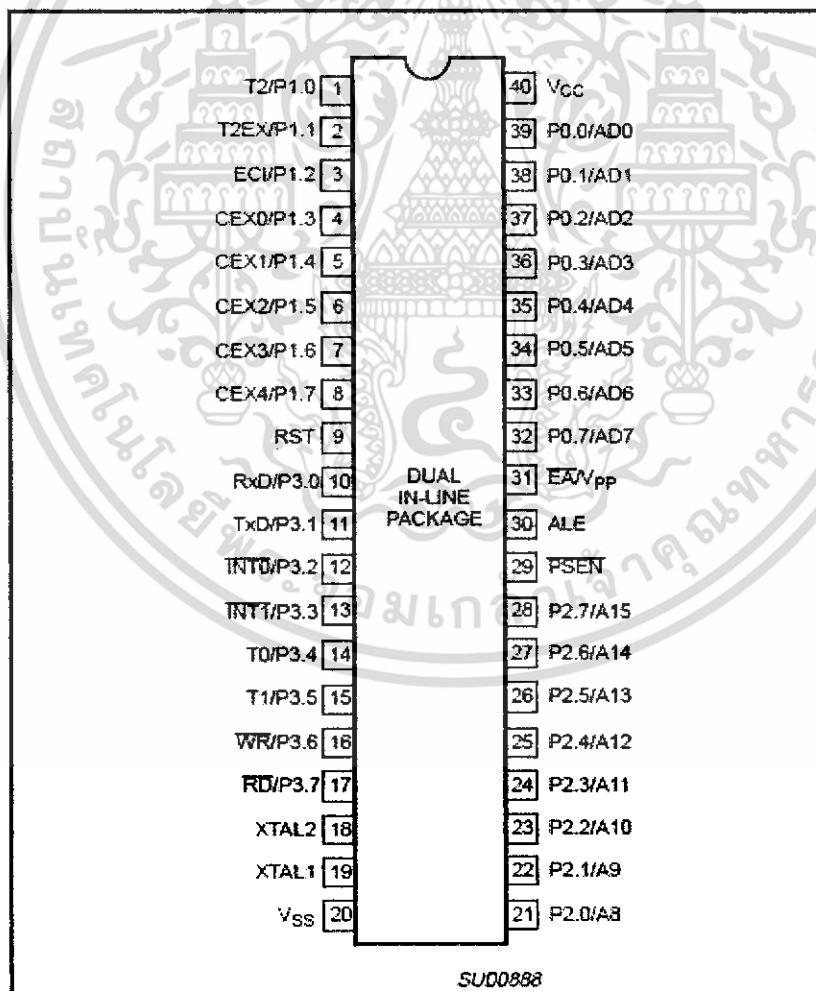 T2/P1.0 1
T2EX/P1.1 2
ECI/P1.2 3
CEX0/P1.3 4
CEX1/P1.4 5
CEX2/P1.5 6
CEX3/P1.6 7
CEX4/P1.7 8
RST 9
RxD/P3.0 10
TxD/P3.1 11
INT0/P3.2 12
INT1/P3.3 13
T0/P3.4 14
T1/P3.5 15
WR/P3.6 16
RD/P3.7 17
XTAL2 18
XTAL1 19
VSS 20
DUAL
IN-LINE
PACKAGE
40 VCC
39 P0.0/AD0
38 P0.1/AD1
37 P0.2/AD2
36 P0.3/AD3
35 P0.4/AD4
34 P0.5/AD5
33 P0.6/AD6
32 P0.7/AD7
31 EA/VPP
30 ALE
29 PSEN
28 P2.7/A15
27 P2.6/A14
26 P2.5/A13
25 P2.4/A12
24 P2.3/A11
23 P2.2/A10
22 P2.1/A9
21 P2.0/A8
SU00888